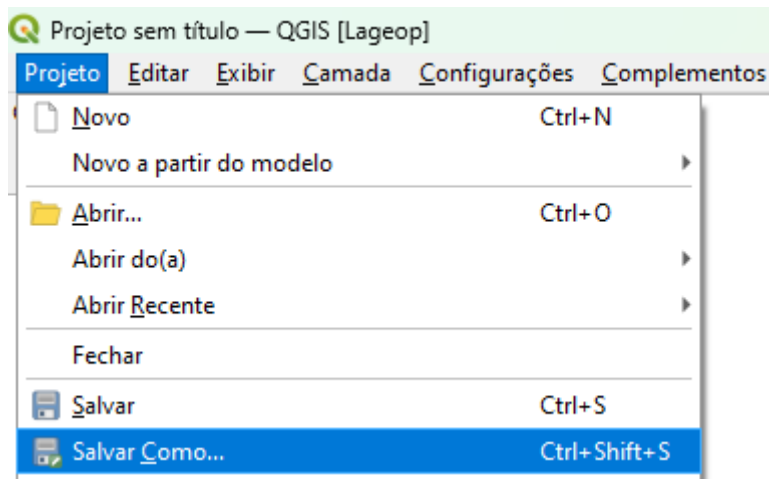 Projeto sem título — QGIS [Lageop]
Projeto Editar Exibir Camada Configurações Complementos
Novo Ctrl+N
Novo a partir do modelo
Abrir... Ctrl+O
Abrir do(a)
Abrir Recente
Fechar
Salvar Ctrl+S
Salvar Como... Ctrl+Shift+S